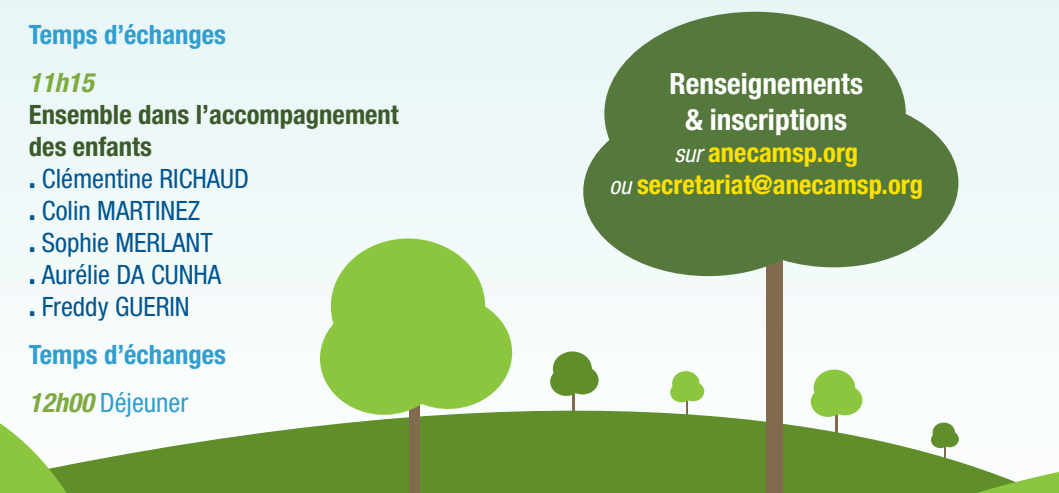 Temps d'échanges
11h15
Ensemble dans l'accompagnement
des enfants
. Clémentine RICHAUD
. Colin MARTINEZ
. Sophie MERLANT
. Aurélie DA CUNHA
. Freddy GUERIN
Temps d'échanges
12h00 Déjeuner
Renseignements
& inscriptions
sur anecamsp.org
ou secretariat@anecamsp.org